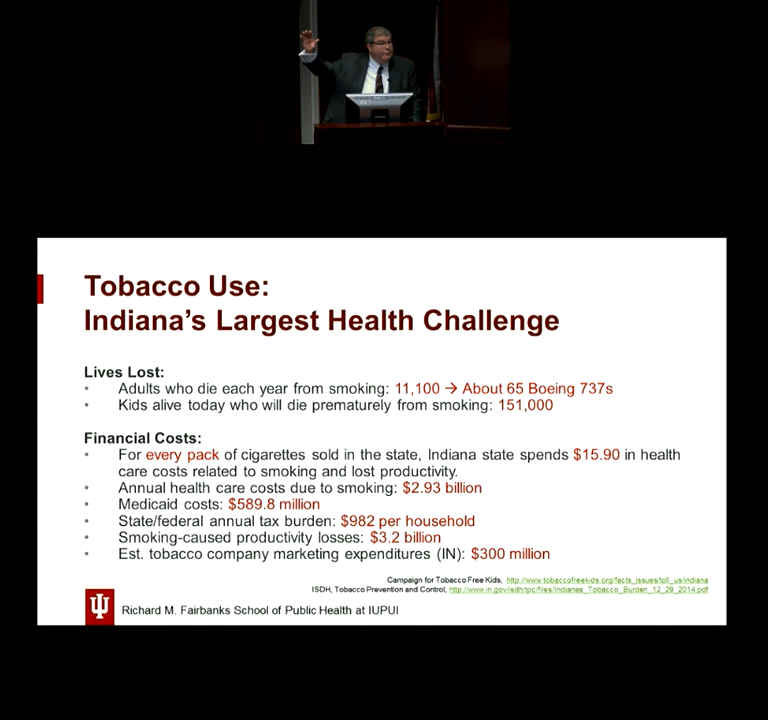 Tobacco Use:
Indiana's Largest Health Challenge
Lives Lost:
• Adults who die each year from smoking: 11,100 → About 65 Boeing 737s
• Kids alive today who will die prematurely from smoking: 151,000
Financial Costs:
• For every pack of cigarettes sold in the state, Indiana state spends $15.90 in health
care costs related to smoking and lost productivity.
• Annual health care costs due to smoking: $2.93 billion
• Medicaid costs: $589.8 million
• State/federal annual tax burden: $982 per household
• Smoking-caused productivity losses: $3.2 billion
• Est. tobacco company marketing expenditures (IN): $300 million
Campaign for Tobacco Free Kids, http://www.tobaccofreekids.org/facts_issues/toll_us/indiana
ISDH, Tobacco Prevention and Control, http://www.in.gov/isdh/tpc/files/Indianas_Tobacco_Burden_12_29_2014.pdf
Richard M. Fairbanks School of Public Health at IUPUI